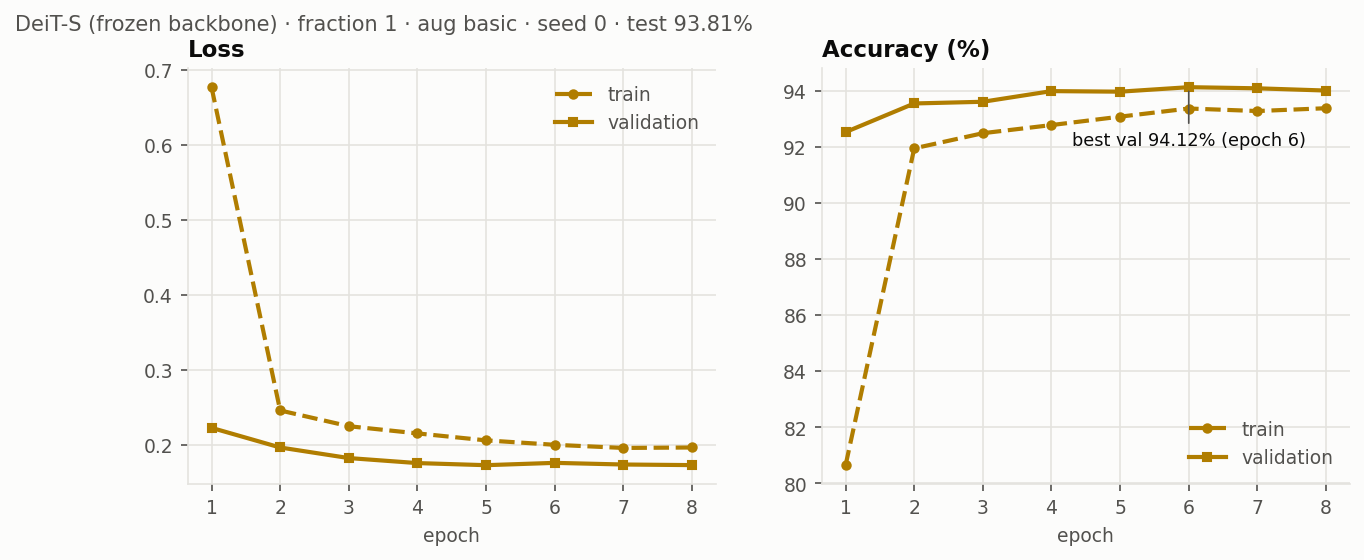 DeiT-S (frozen backbone) · fraction 1 · aug basic · seed 0 · test 93.81%
Loss
0.7
0.6
0.5
0.4
0.3
0.2
train
validation
1 2 3 4 5 6 7 8
epoch
Accuracy (%)
94
92
90
88
86
84
82
80
best val 94.12% (epoch 6)
train
validation
1 2 3 4 5 6 7 8
epoch